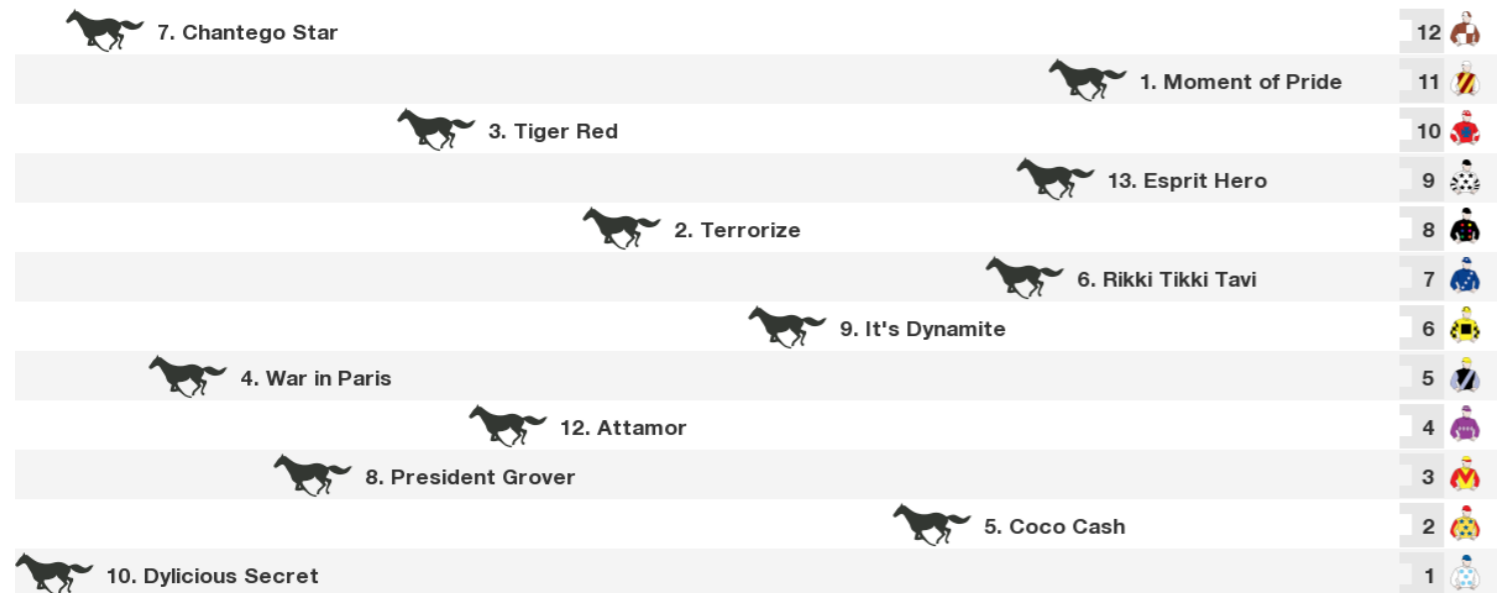 7. Chantego Star 12
1. Moment of Pride 11
3. Tiger Red 10
13. Esprit Hero 9
2. Terrorize 8
6. Rikki Tikki Tavi 7
9. It's Dynamite 6
4. War in Paris 5
12. Attamor 4
8. President Grover 3
5. Coco Cash 2
10. Dylicious Secret 1